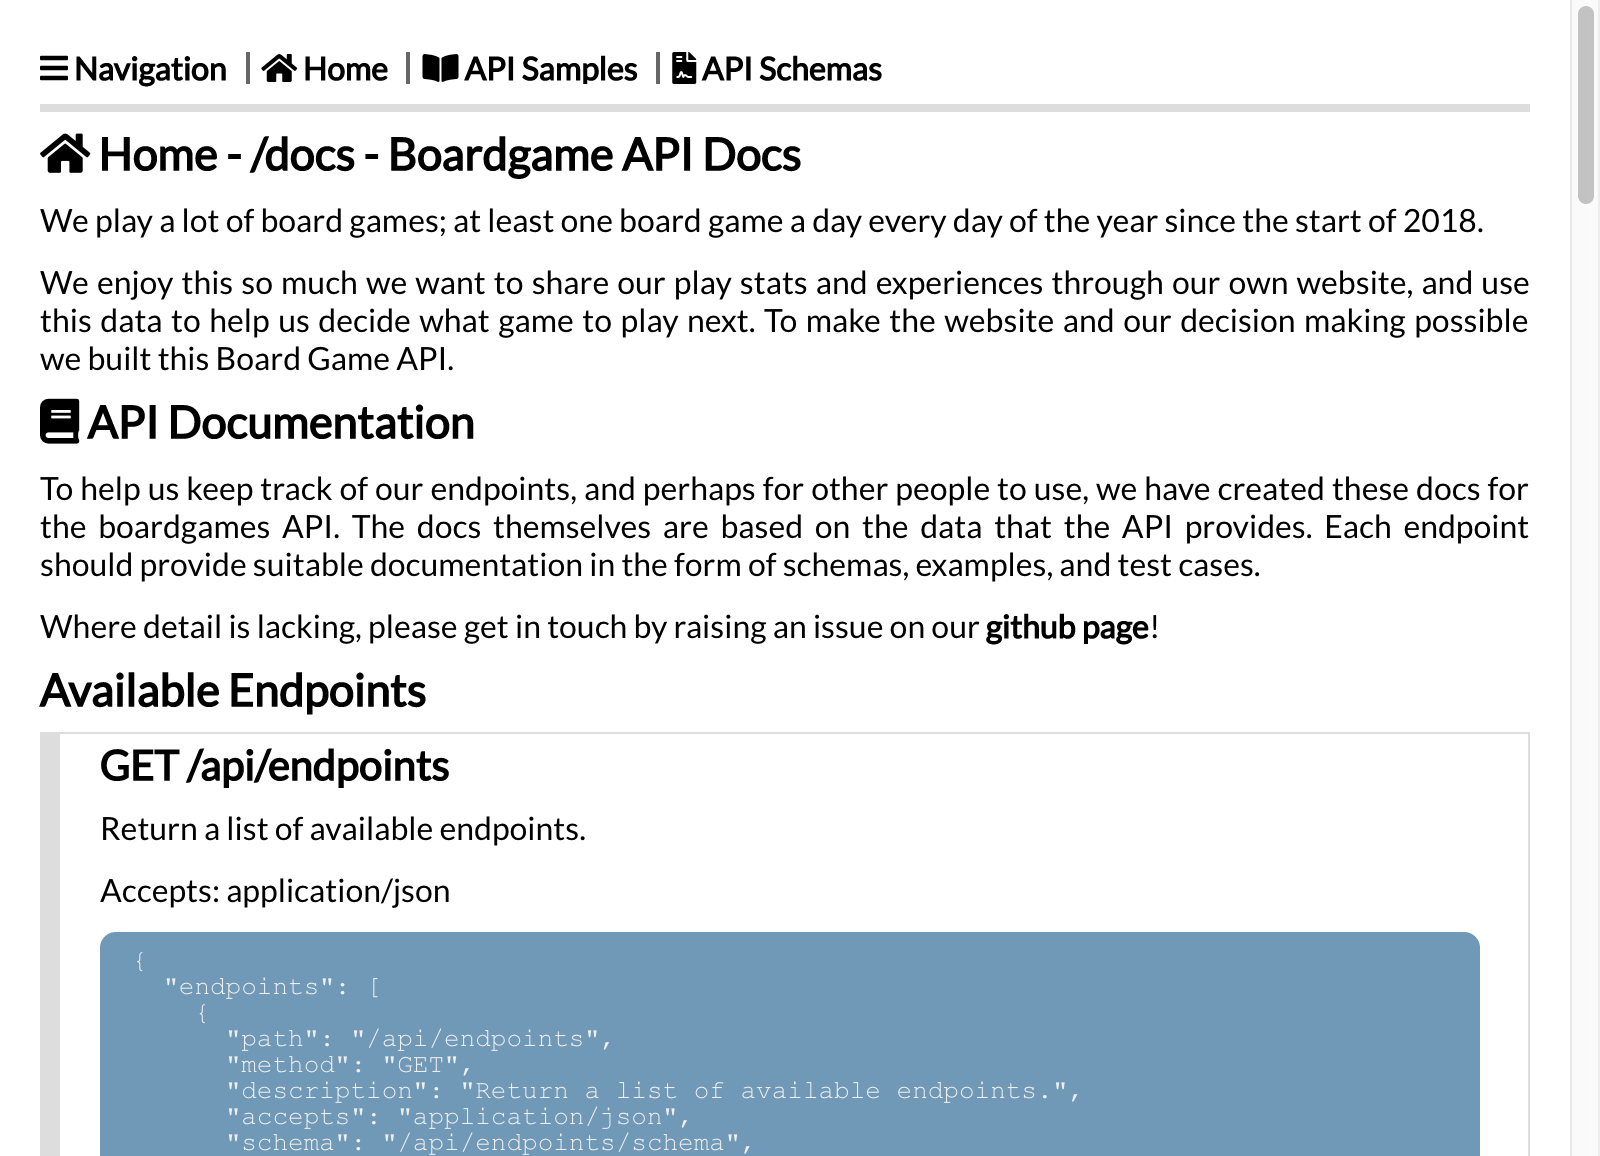 Navigation | Home | API Samples | API Schemas
Home - /docs - Boardgame API Docs
We play a lot of board games; at least one board game a day every day of the year since the start of 2018.
We enjoy this so much we want to share our play stats and experiences through our own website, and use
this data to help us decide what game to play next. To make the website and our decision making possible
we built this Board Game API.
API Documentation
To help us keep track of our endpoints, and perhaps for other people to use, we have created these docs for
the boardgames API. The docs themselves are based on the data that the API provides. Each endpoint
should provide suitable documentation in the form of schemas, examples, and test cases.
Where detail is lacking, please get in touch by raising an issue on our github page!
Available Endpoints
GET /api/endpoints
Return a list of available endpoints.
Accepts: application/json
{
"endpoints": [
{
"path": "/api/endpoints",
"method": "GET",
"description": "Return a list of available endpoints.",
"accepts": "application/json",
"schema": "/api/endpoints/schema",